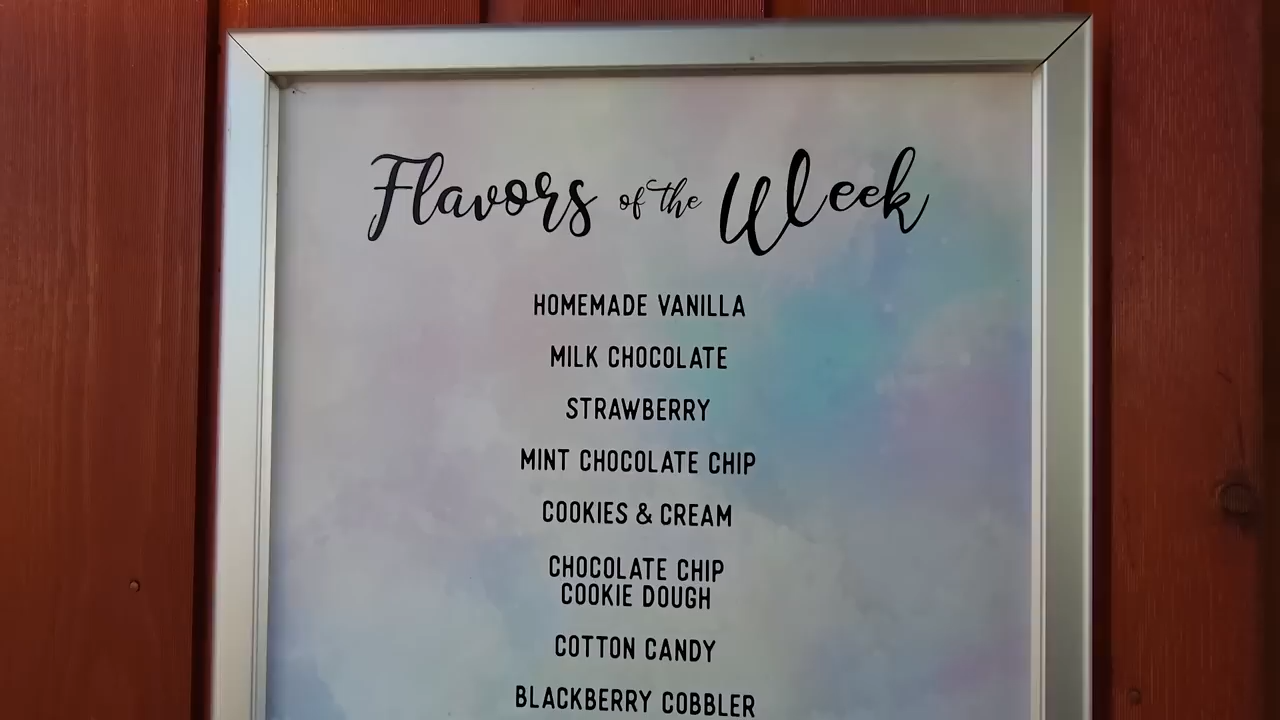 Flavors of the Week
HOMEMADE VANILLA
MILK CHOCOLATE
STRAWBERRY
MINT CHOCOLATE CHIP
COOKIES & CREAM
CHOCOLATE CHIP
COOKIE DOUGH
COTTON CANDY
BLACKBERRY COBBLER